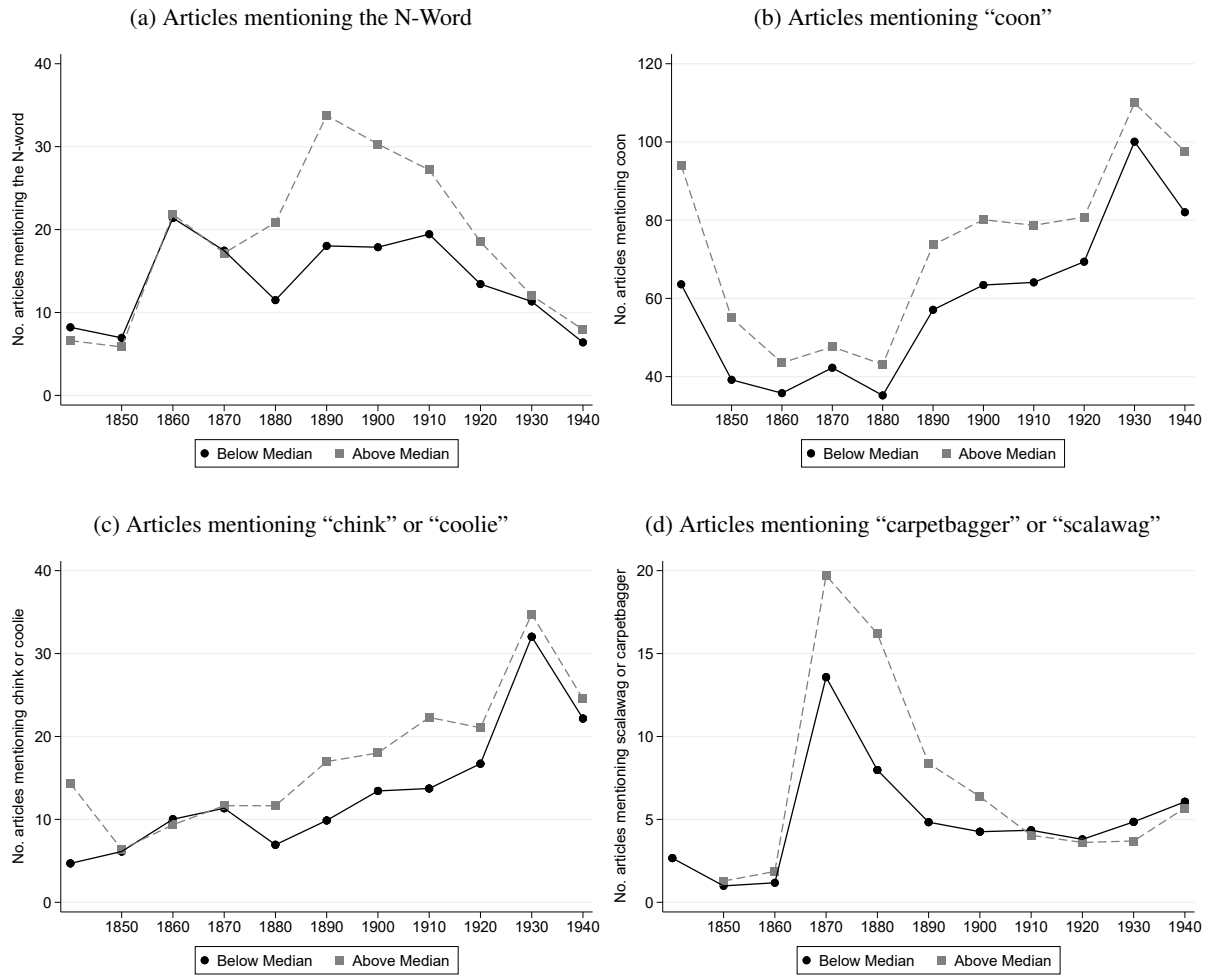 (a) Articles mentioning the N-Word
No. articles mentioning the N-word
40
30
20
10
0
1850 1860 1870 1880 1890 1900 1910 1920 1930 1940
Below Median Above Median
(b) Articles mentioning “coon”
No. articles mentioning coon
120
100
80
60
40
1850 1860 1870 1880 1890 1900 1910 1920 1930 1940
Below Median Above Median
(c) Articles mentioning “chink” or “coolie”
No. articles mentioning chink or coolie
40
30
20
10
0
1850 1860 1870 1880 1890 1900 1910 1920 1930 1940
Below Median Above Median
(d) Articles mentioning “carpetbagger” or “scalawag”
No. articles mentioning scalawag or carpetbagger
20
15
10
5
0
1850 1860 1870 1880 1890 1900 1910 1920 1930 1940
Below Median Above Median